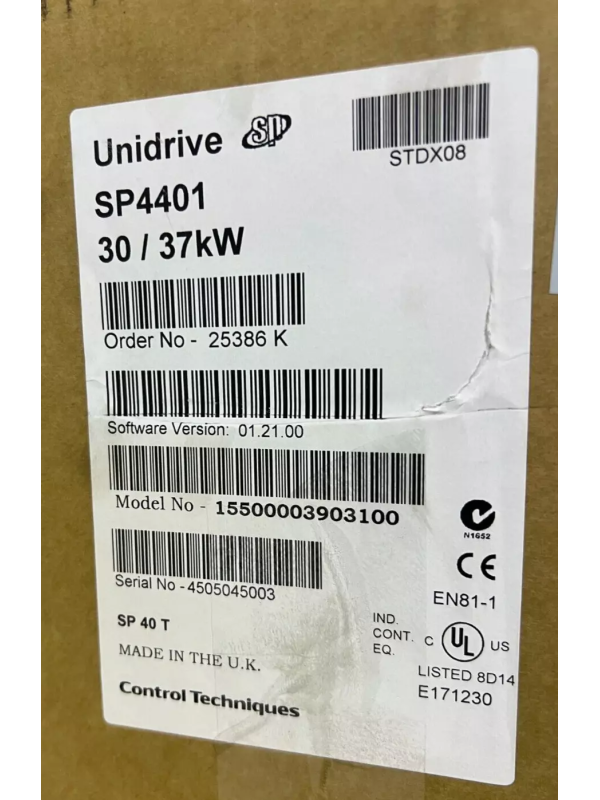 Unidrive SP
STDX08
SP4401
30 / 37kW
Order No - 25386 K
Software Version: 01.21.00
Model No - 15500003903100
N1652
Serial No - 4505045003
CE
EN81-1
SP 40 T
IND.
CONT.
EQ.
C UL US
MADE IN THE U.K.
LISTED 8D14
E171230
Control Techniques